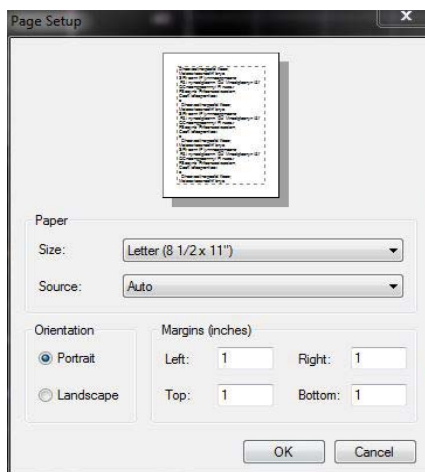 Page Setup
Paper
Size: Letter (8 1/2 x 11")
Source: Auto
Orientation
Portrait
Landscape
Margins (inches)
Left: 1 Right: 1
Top: 1 Bottom: 1
OK Cancel